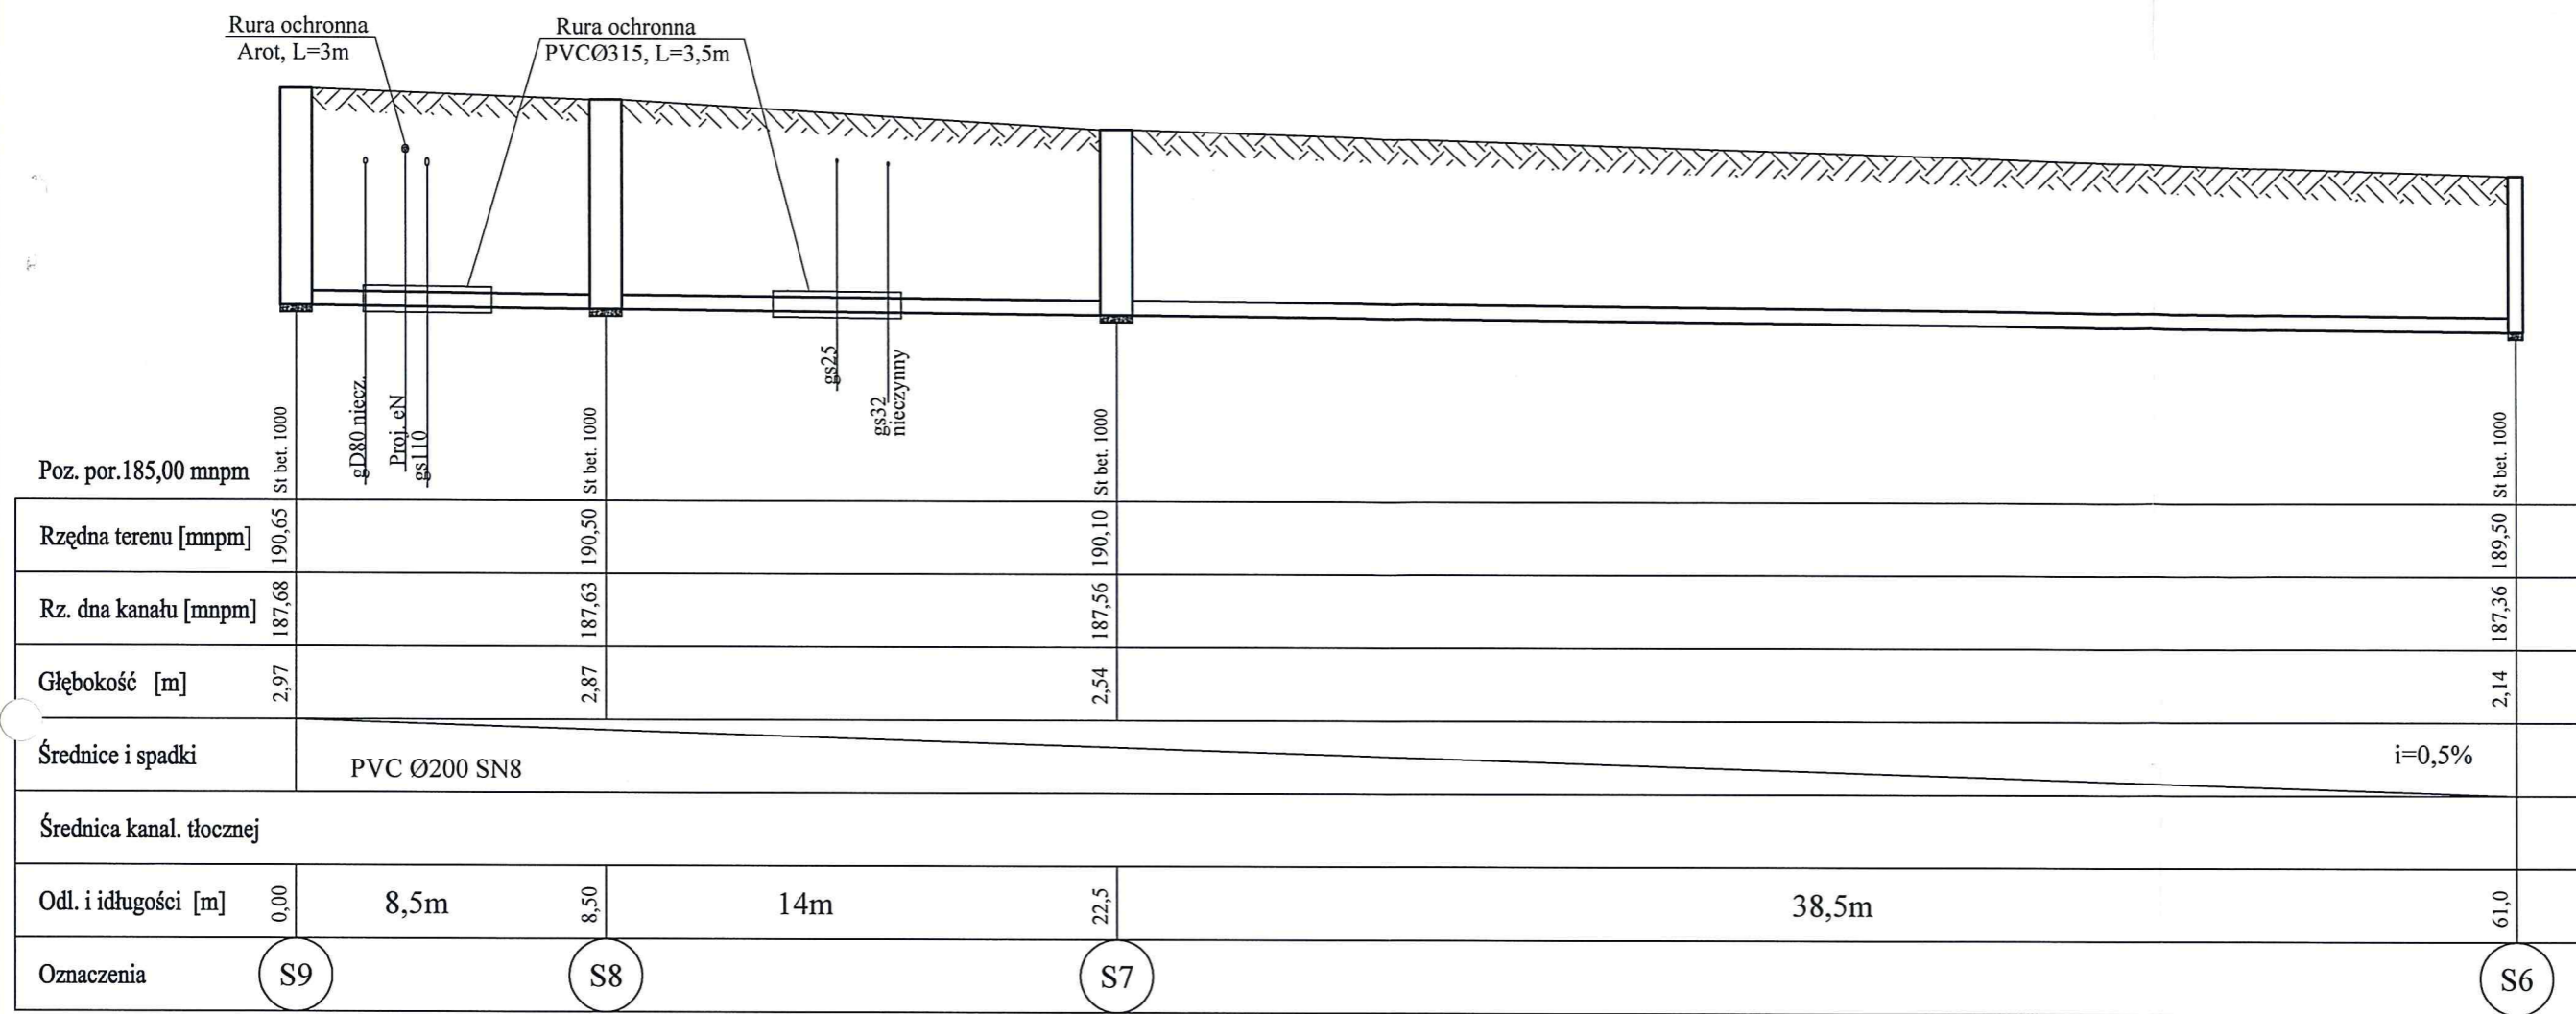 Rura ochronna
Arot, L=3m
Rura ochronna
PVCØ315, L=3,5m
gD80 niecz.
Proj. eN
gs110
gs25
gs32
nieczynny
St bet. 1000
St bet. 1000
St bet. 1000
St bet. 1000
Poz. por.185,00 mnpm
Rzędna terenu [mnpm] 190,65 190,50 190,10 189,50
Rz. dna kanału [mnpm] 187,68 187,63 187,56 187,36
Głębokość [m] 2,97 2,87 2,54 2,14
Średnice i spadki PVC Ø200 SN8 i=0,5%
Średnica kanal. tłocznej
Odl. i idługości [m] 0,00 8,5m 8,50 14m 22,5 38,5m 61,0
Oznaczenia S9 S8 S7 S6